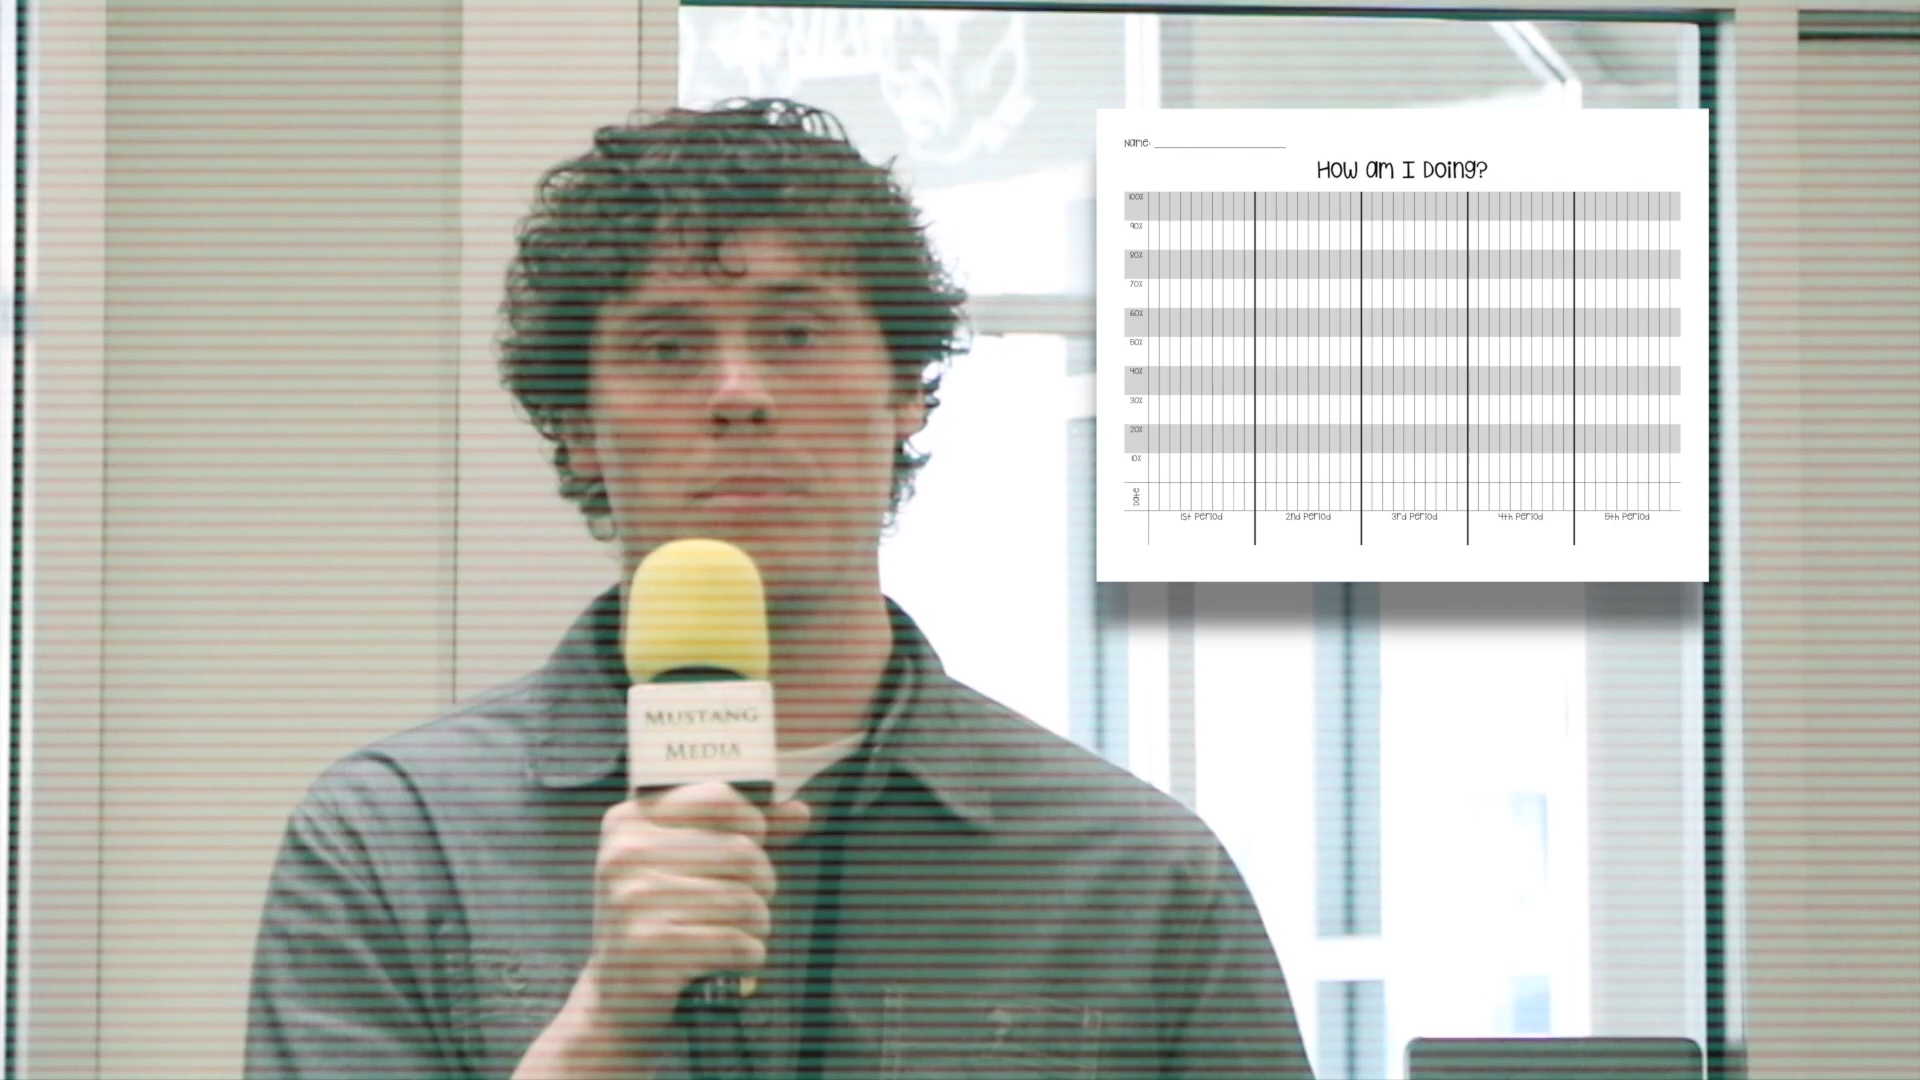 Name:
How am I Doing?
100%
90%
80%
70%
60%
50%
40%
30%
20%
10%
Date
1st Period
2nd Period
3rd Period
4th Period
5th Period
MUSTANG
MEDIA